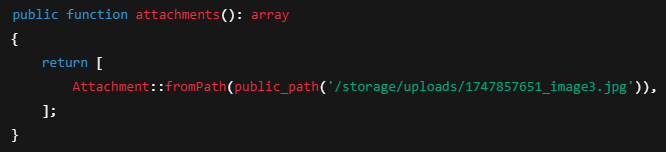 public function attachments(): array
{
    return [
        Attachment::fromPath(public_path('/storage/uploads/1747857651_image3.jpg')),
    ];
}